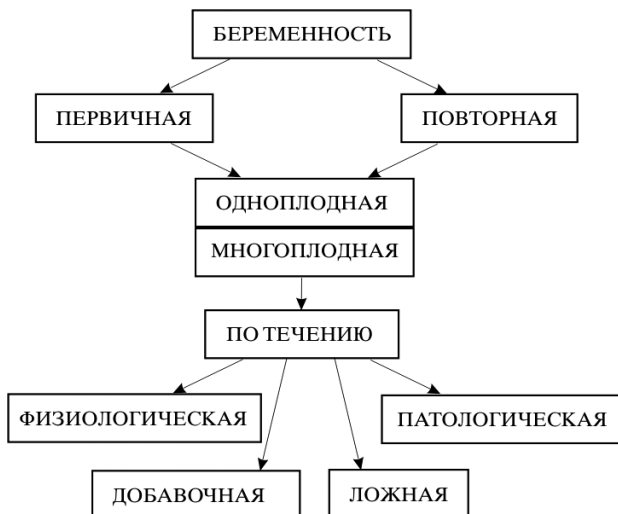 БЕРЕМЕННОСТЬ
ПЕРВИЧНАЯ
ПОВТОРНАЯ
ОДНОПЛОДНАЯ
МНОГОПЛОДНАЯ
ПО ТЕЧЕНИЮ
ФИЗИОЛОГИЧЕСКАЯ
ПАТОЛОГИЧЕСКАЯ
ДОБАВОЧНАЯ
ЛОЖНАЯ